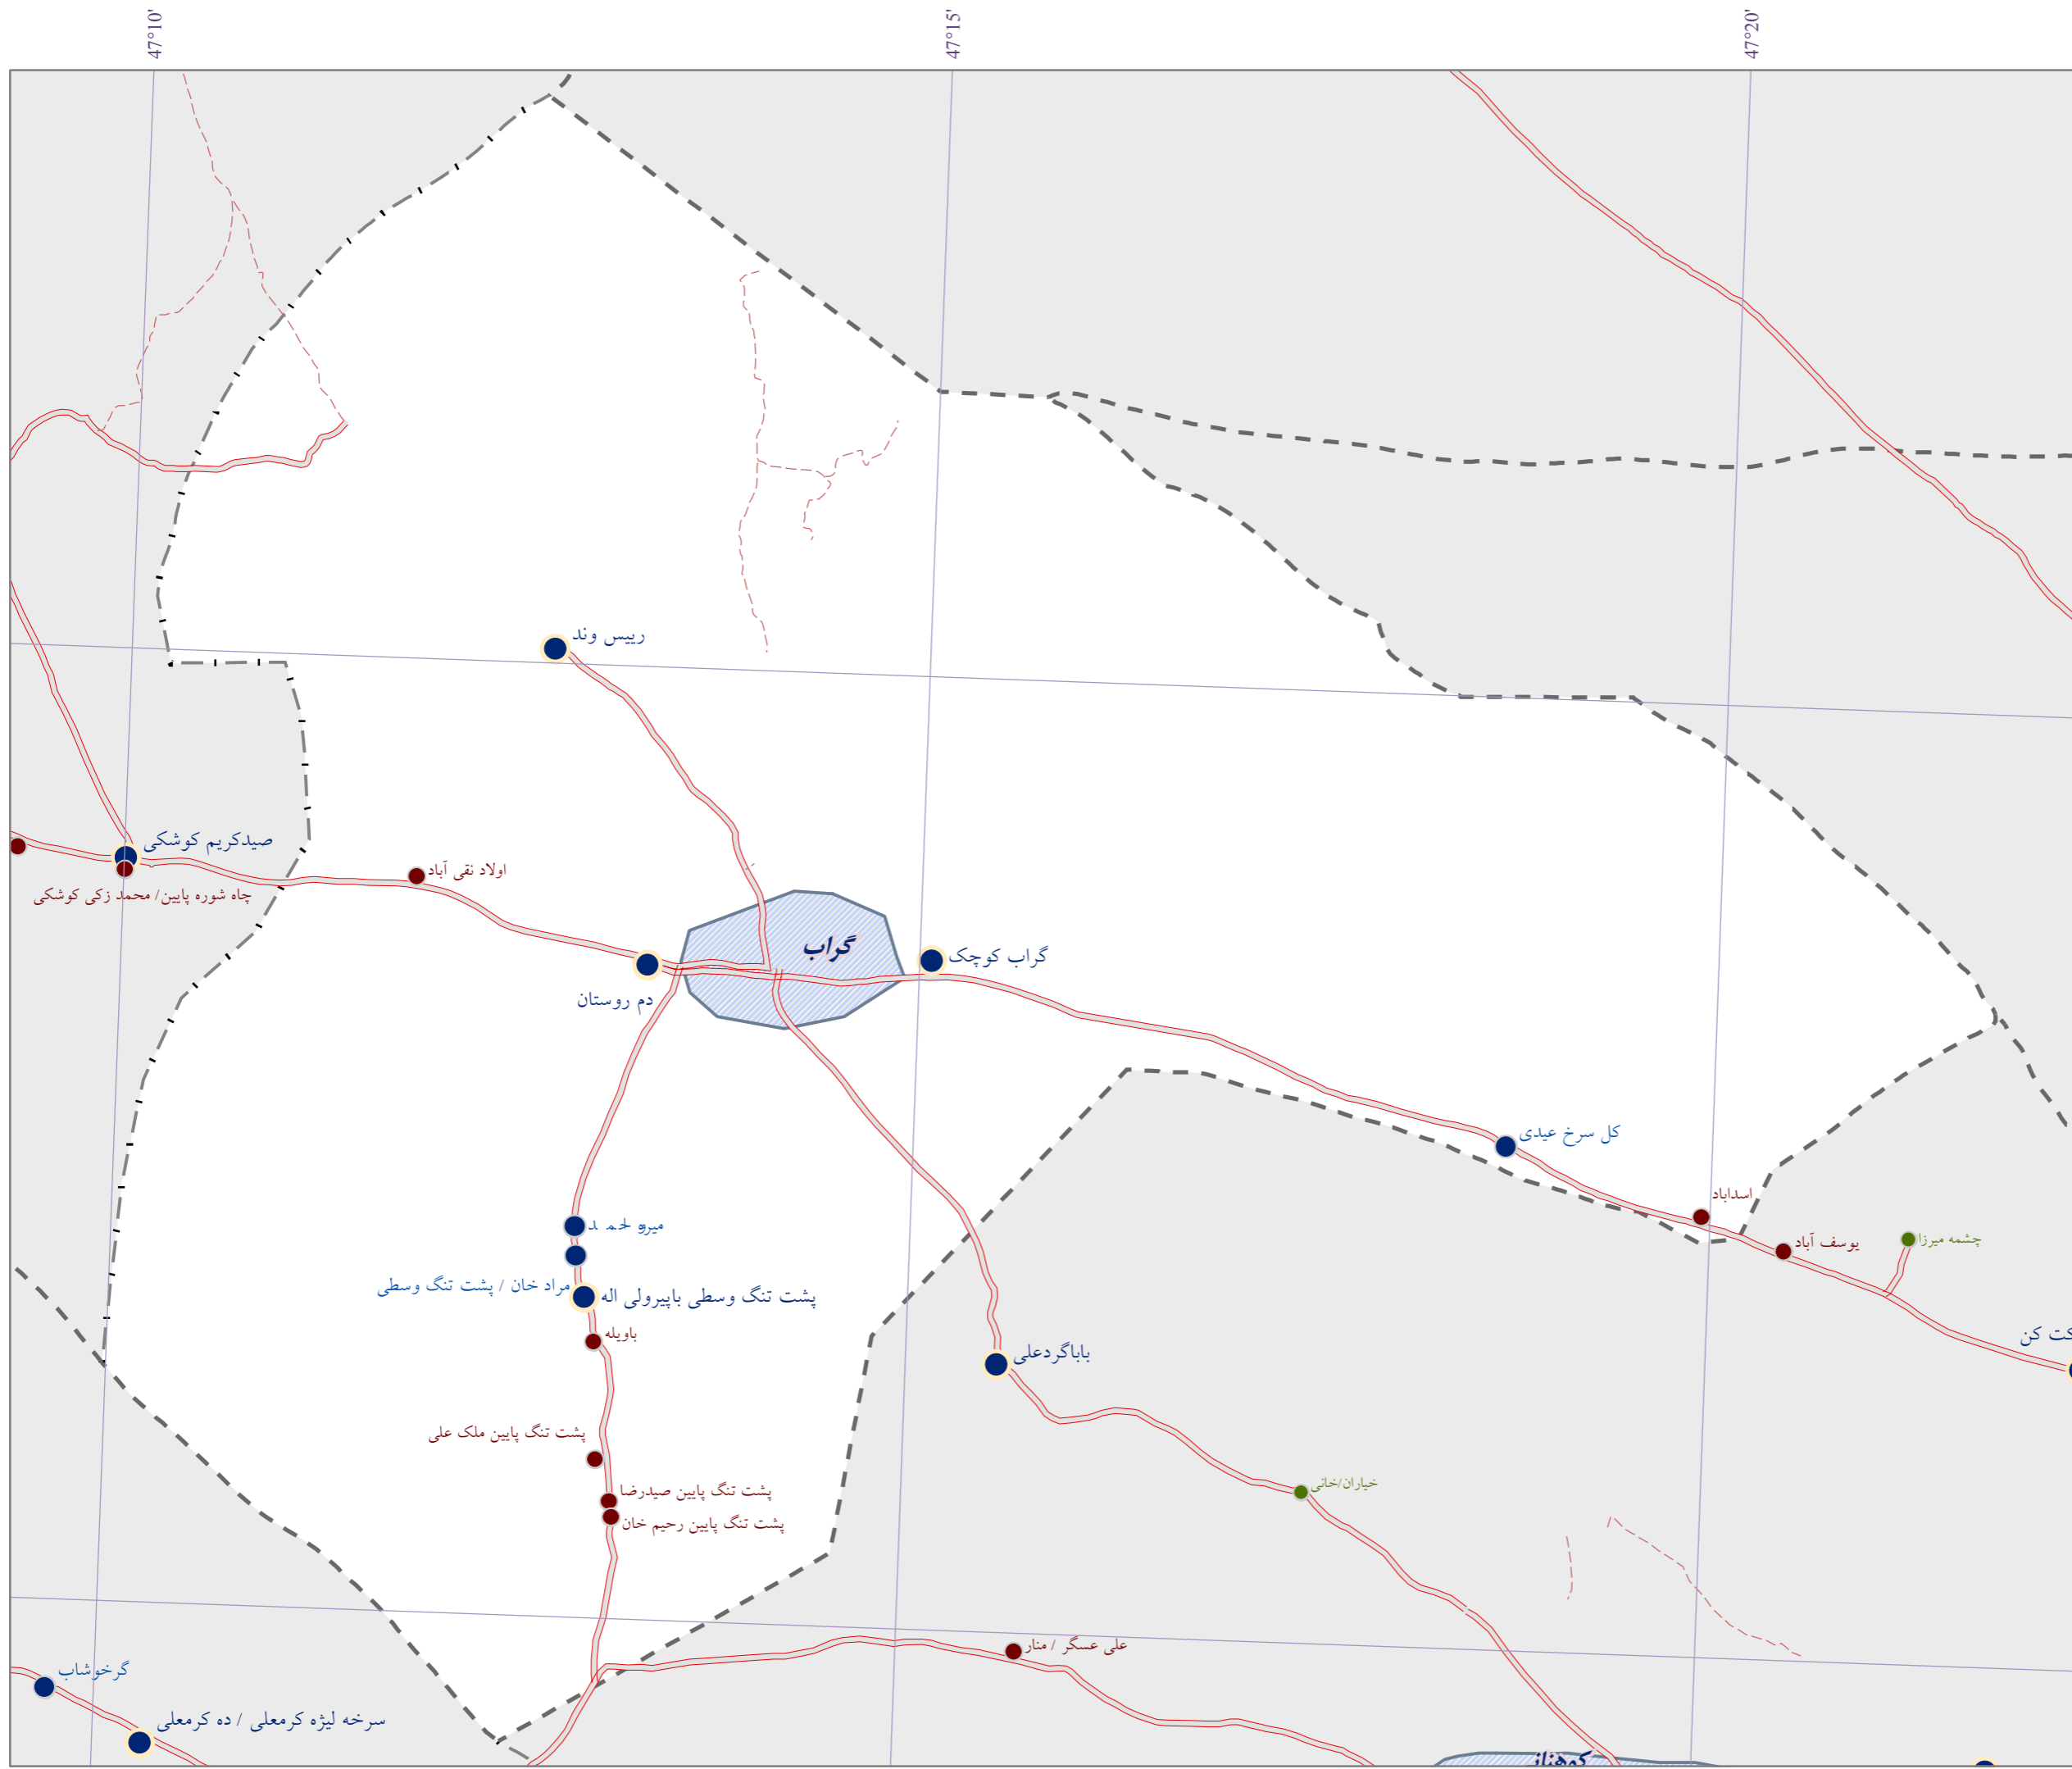 47°10'
47°15'
47°20'
رییس وند
صیدکریم کوشکی
اولاد نقی آباد
چاه شوره پایین/ محمد زکی کوشکی
گراب
گراب کوچک
دم روستان
کل سرخ عیدی
اسداباد
یوسف آباد
چشمه میرزا
مراد خان / پشت تنگ وسطی
پشت تنگ وسطی باپیرولی اله
باویله
باباگردعلی
کت کن
پشت تنگ پایین ملک علی
پشت تنگ پایین صیدرضا
پشت تنگ پایین رحیم خان
خیاران/خانی
علی عسگر / منار
گرخوشاب
سرخه لیژه کرمعلی / ده کرمعلی
کوهنانی